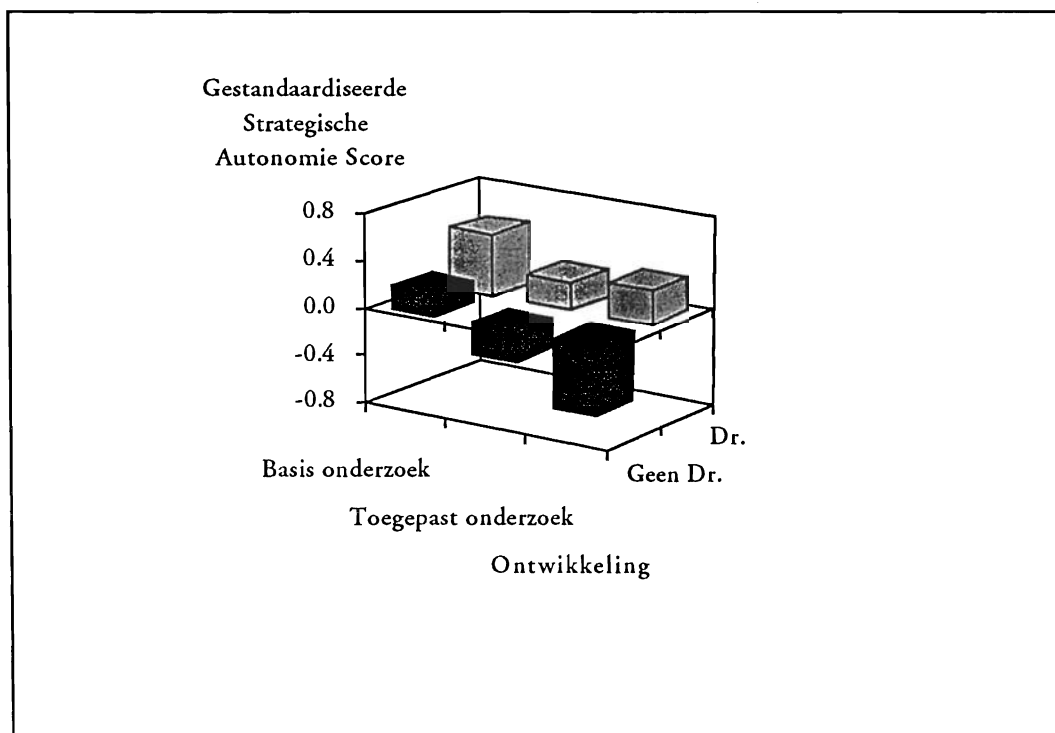 Gestandaardiseerde
Strategische
Autonomie Score
0.8
0.4
0.0
-0.4
-0.8
Dr.
Geen Dr.
Basis onderzoek
Toegepast onderzoek
Ontwikkeling